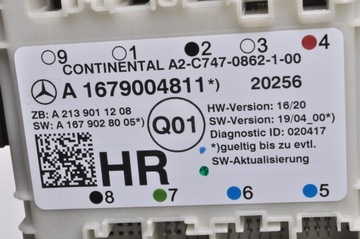 9 1 2 3 4
CONTINENTAL A2-C747-0862-1-00
A 1679004811*) 20256
ZB: A 213 901 12 08
SW: A 167 902 80 05*)
Q01
HW-Version: 16/20
SW-Version: 19/04_00*)
Diagnostic ID: 020417
*)gueltig bis zu evtl.
SW-Aktualisierung
HR
8 7 6 5